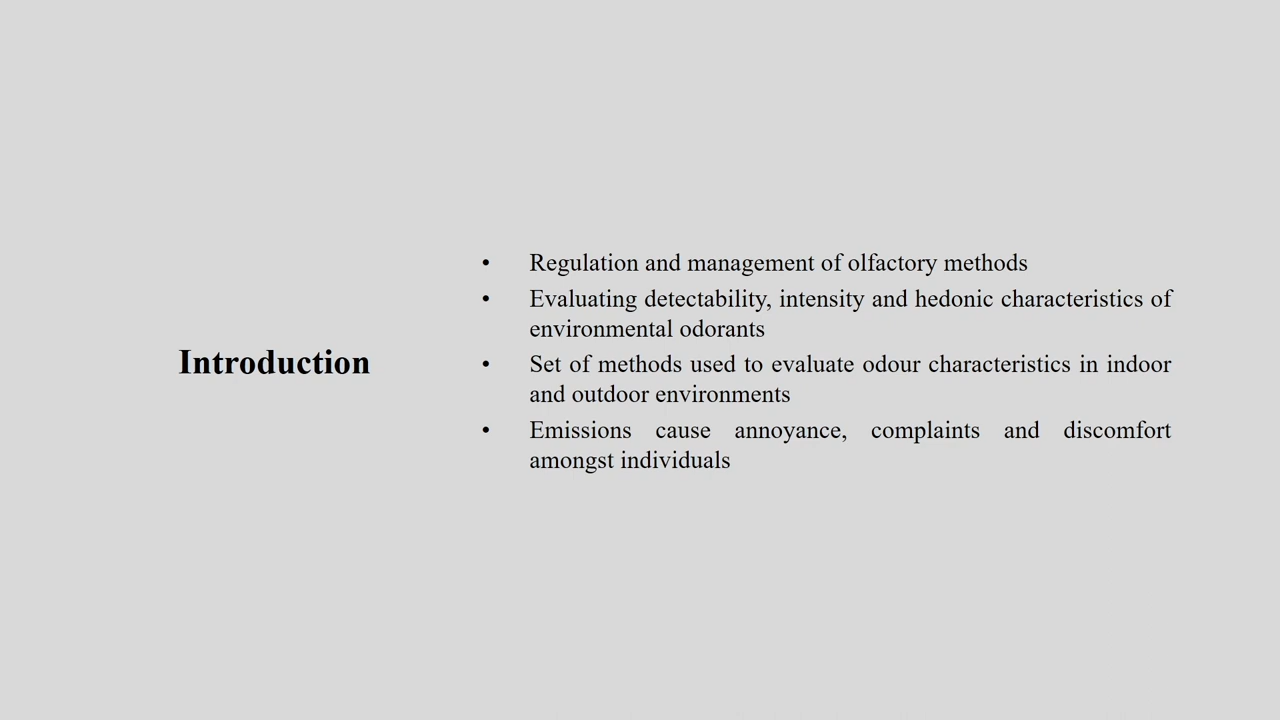 Introduction
• Regulation and management of olfactory methods
• Evaluating detectability, intensity and hedonic characteristics of
environmental odorants
• Set of methods used to evaluate odour characteristics in indoor
and outdoor environments
• Emissions cause annoyance, complaints and discomfort
amongst individuals